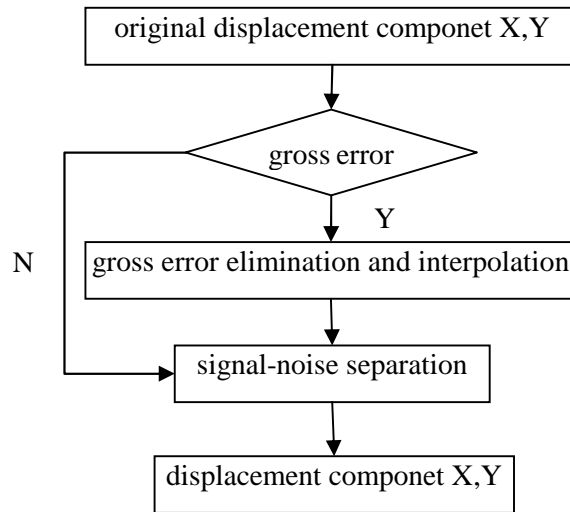 original displacement componet X,Y
gross error
Y
N
gross error elimination and interpolation
signal-noise separation
displacement componet X,Y